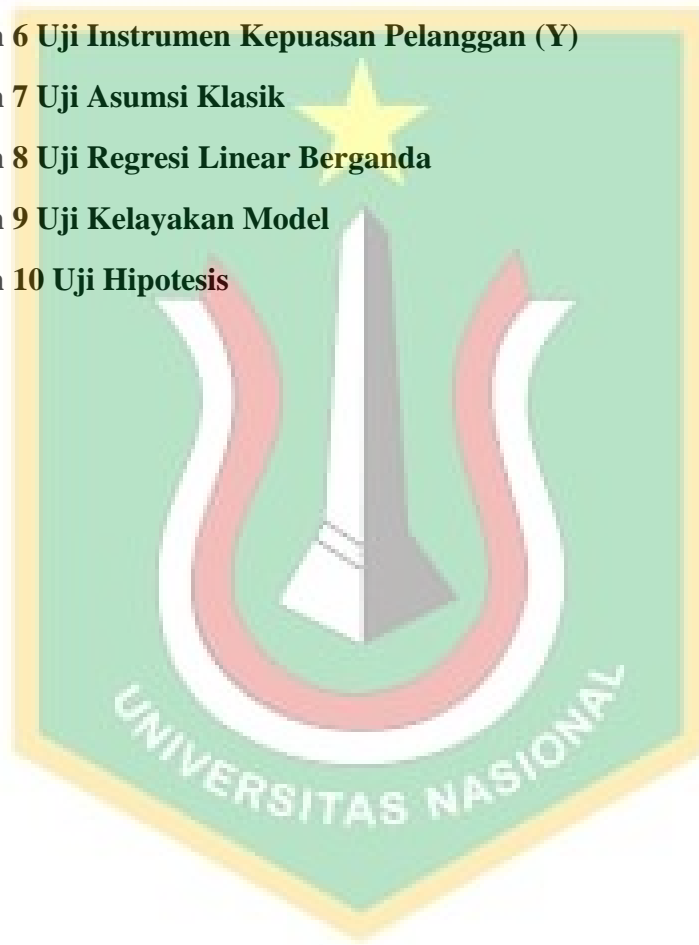 n 6 Uji Instrumen Kepuasan Pelanggan (Y)
n 7 Uji Asumsi Klasik
n 8 Uji Regresi Linear Berganda
n 9 Uji Kelayakan Model
n 10 Uji Hipotesis
UNIVERSITAS NASIONAL